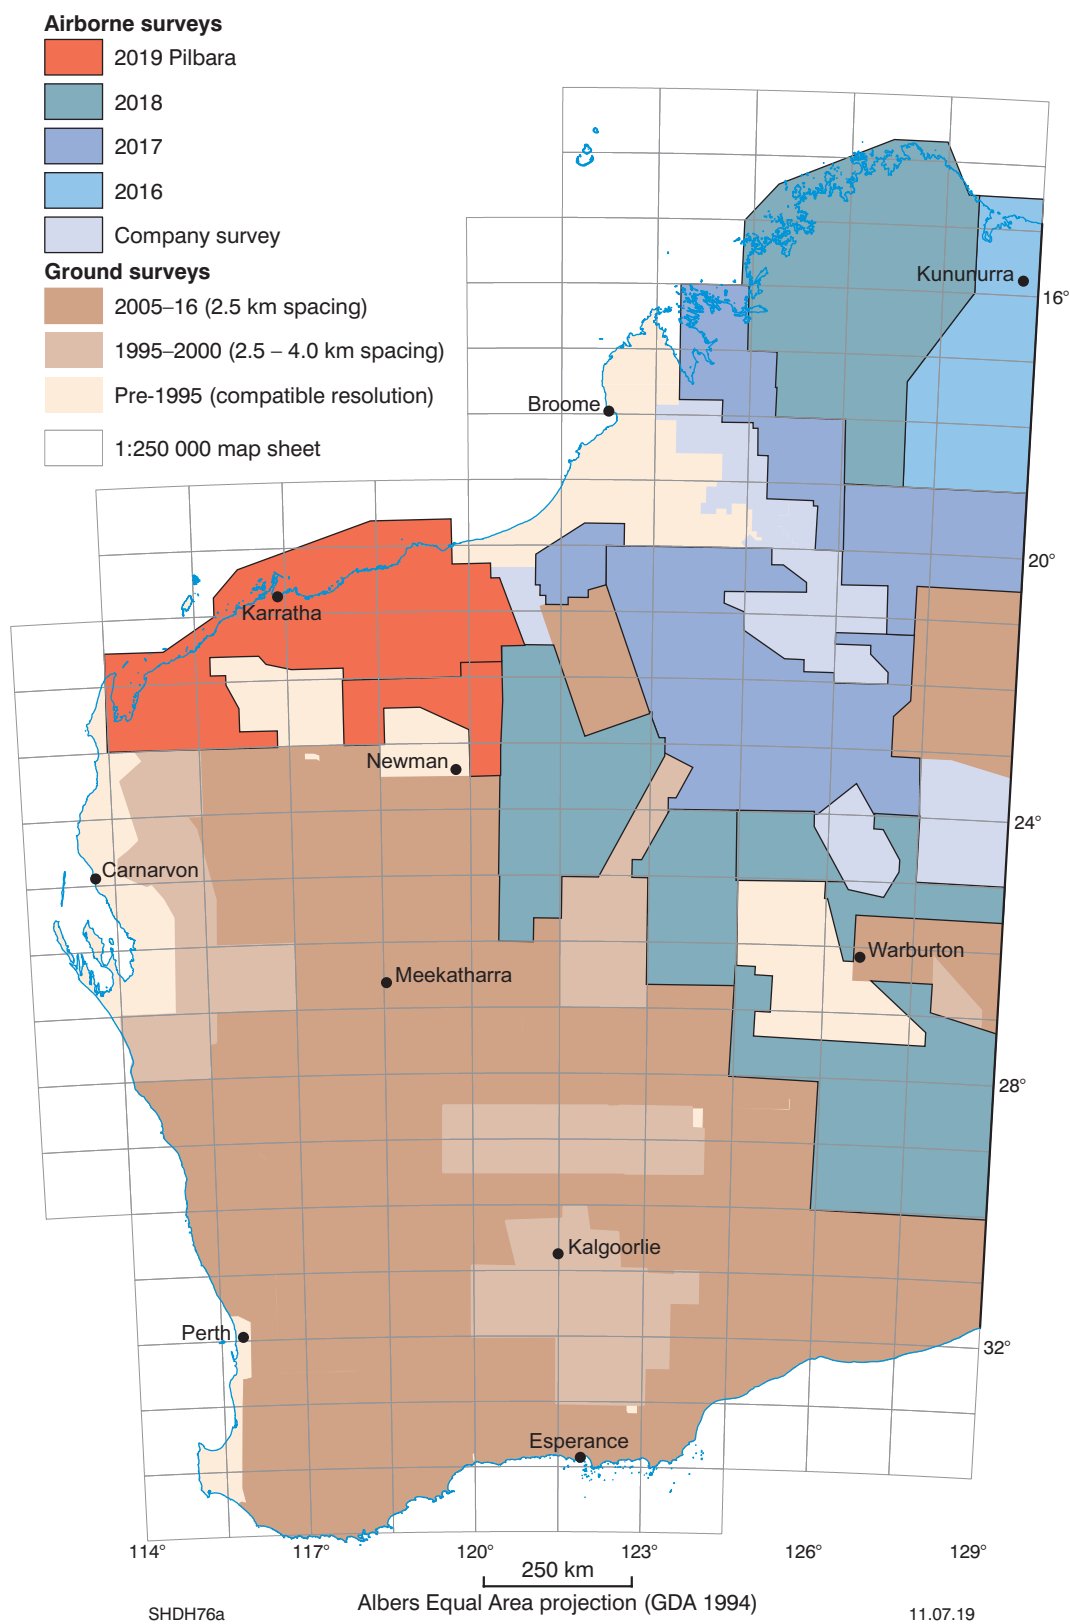 Airborne surveys
2019 Pilbara
2018
2017
2016
Company survey
Ground surveys
2005–16 (2.5 km spacing)
1995–2000 (2.5 – 4.0 km spacing)
Pre-1995 (compatible resolution)
1:250 000 map sheet
Kununurra
16°
Broome
20°
Karratha
Newman
24°
Carnarvon
Warburton
Meekatharra
28°
Kalgoorlie
Perth
32°
Esperance
114°
117°
120°
123°
126°
129°
250 km
Albers Equal Area projection (GDA 1994)
SHDH76a
11.07.19